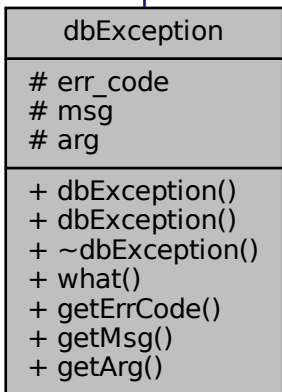 dbException
# err_code
# msg
# arg
+ dbException()
+ dbException()
+ ~dbException()
+ what()
+ getErrCode()
+ getMsg()
+ getArg()